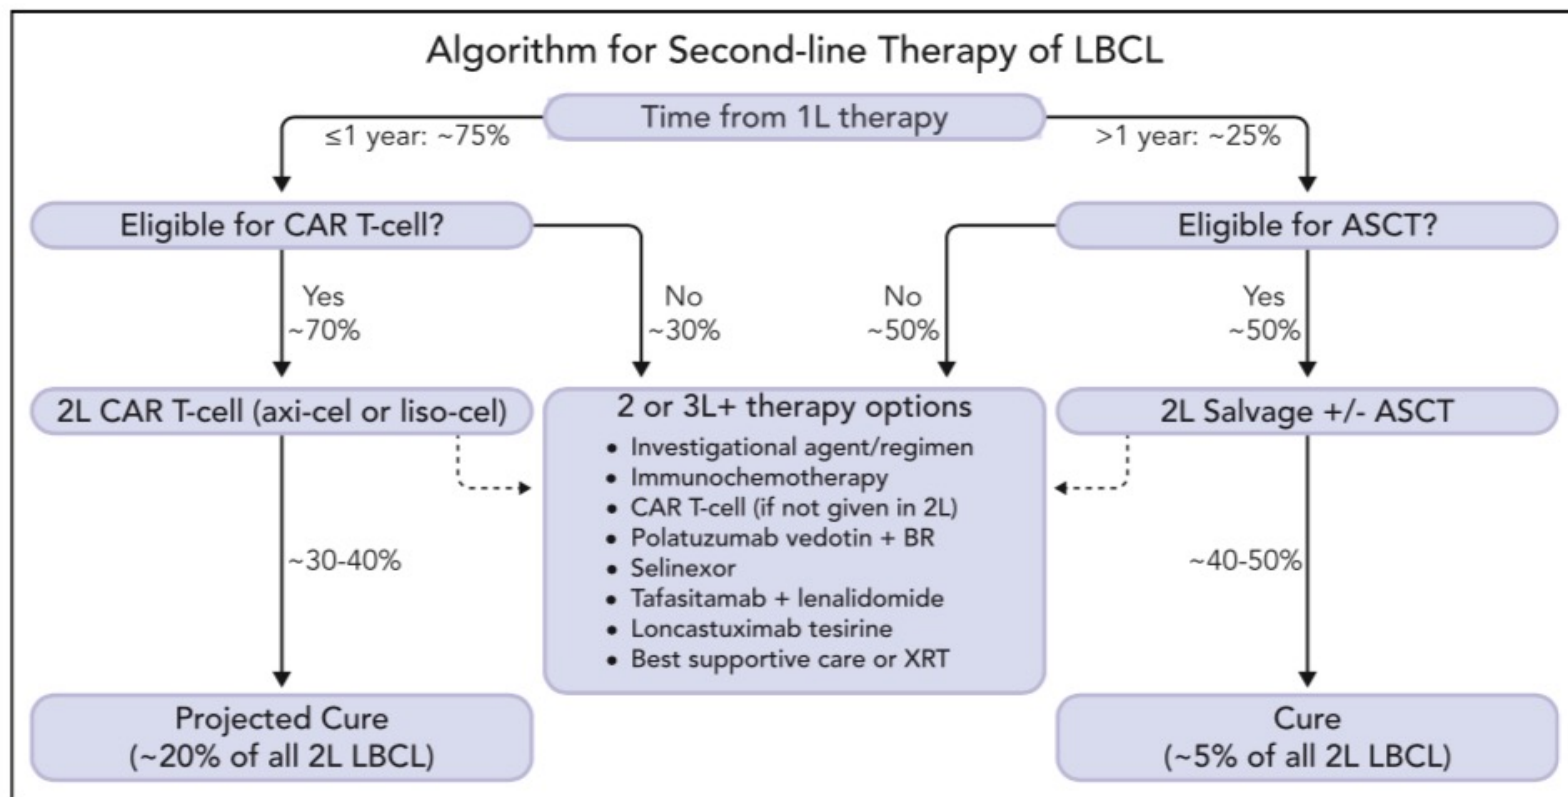 Algorithm for Second-line Therapy of LBCL
Time from 1L therapy
≤1 year: ~75%
>1 year: ~25%
Eligible for CAR T-cell?
Eligible for ASCT?
Yes
~70%
No
~30%
No
~50%
Yes
~50%
2L CAR T-cell (axi-cel or liso-cel)
2 or 3L+ therapy options
• Investigational agent/regimen
• Immunochemotherapy
• CAR T-cell (if not given in 2L)
• Polatuzumab vedotin + BR
• Selinexor
• Tafasitamab + lenalidomide
• Loncastuximab tesirine
• Best supportive care or XRT
2L Salvage +/- ASCT
~30-40%
~40-50%
Projected Cure
(~20% of all 2L LBCL)
Cure
(~5% of all 2L LBCL)